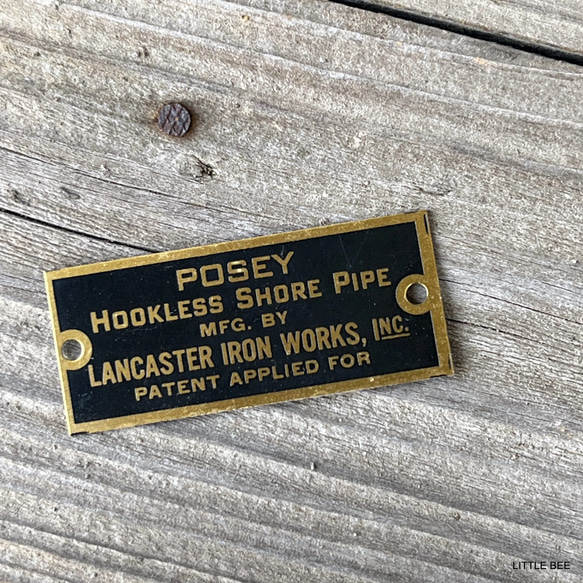 POSEY
HOOKLESS SHORE PIPE
MFG. BY
LANCASTER IRON WORKS, INC.
PATENT APPLIED FOR
LITTLE BEE